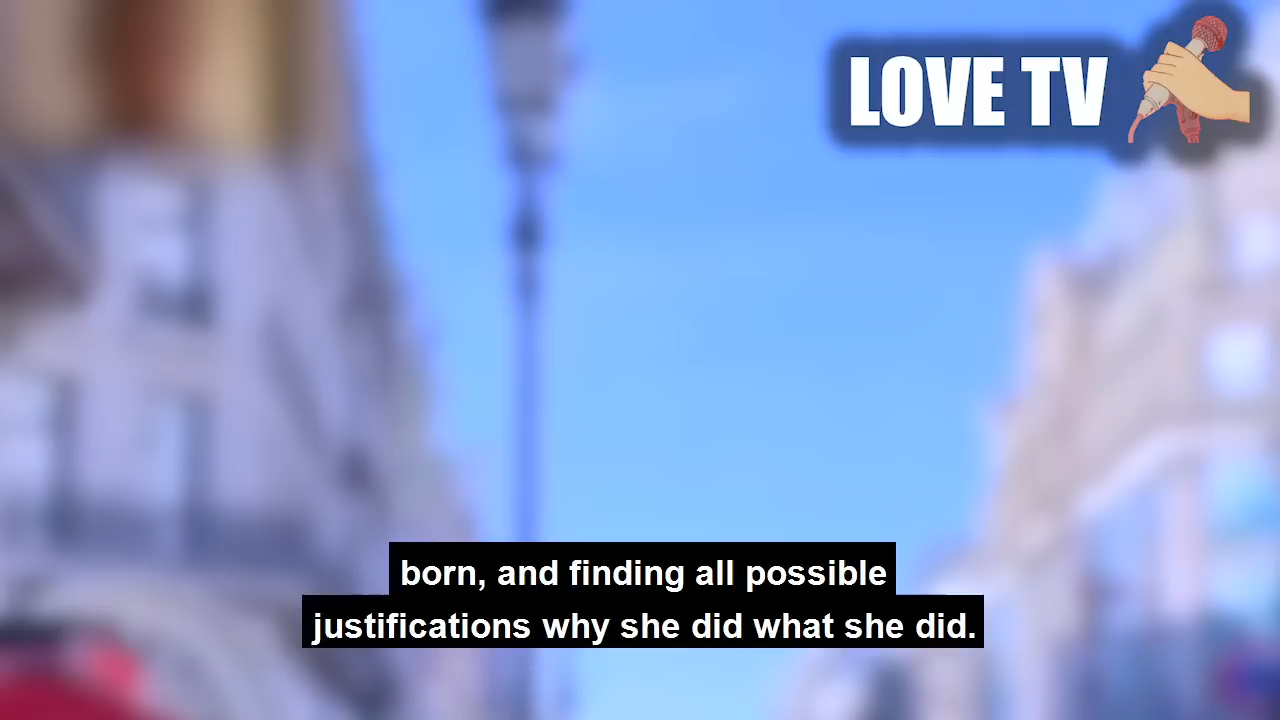 LOVE TV
born, and finding all possible
justifications why she did what she did.